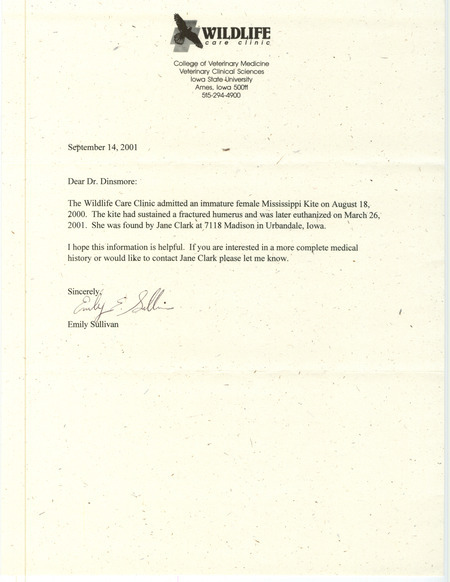 WILDLIFE
care clinic
College of Veterinary Medicine
Veterinary Clinical Sciences
Iowa State University
Ames, Iowa 50011
515-294-4900
September 14, 2001
Dear Dr. Dinsmore:
The Wildlife Care Clinic admitted an immature female Mississippi Kite on August 18,
2000. The kite had sustained a fractured humerus and was later euthanized on March 26,
2001. She was found by Jane Clark at 7118 Madison in Urbandale, Iowa.
I hope this information is helpful. If you are interested in a more complete medical
history or would like to contact Jane Clark please let me know.
Sincerely,
Emily E. Sullivan
Emily Sullivan